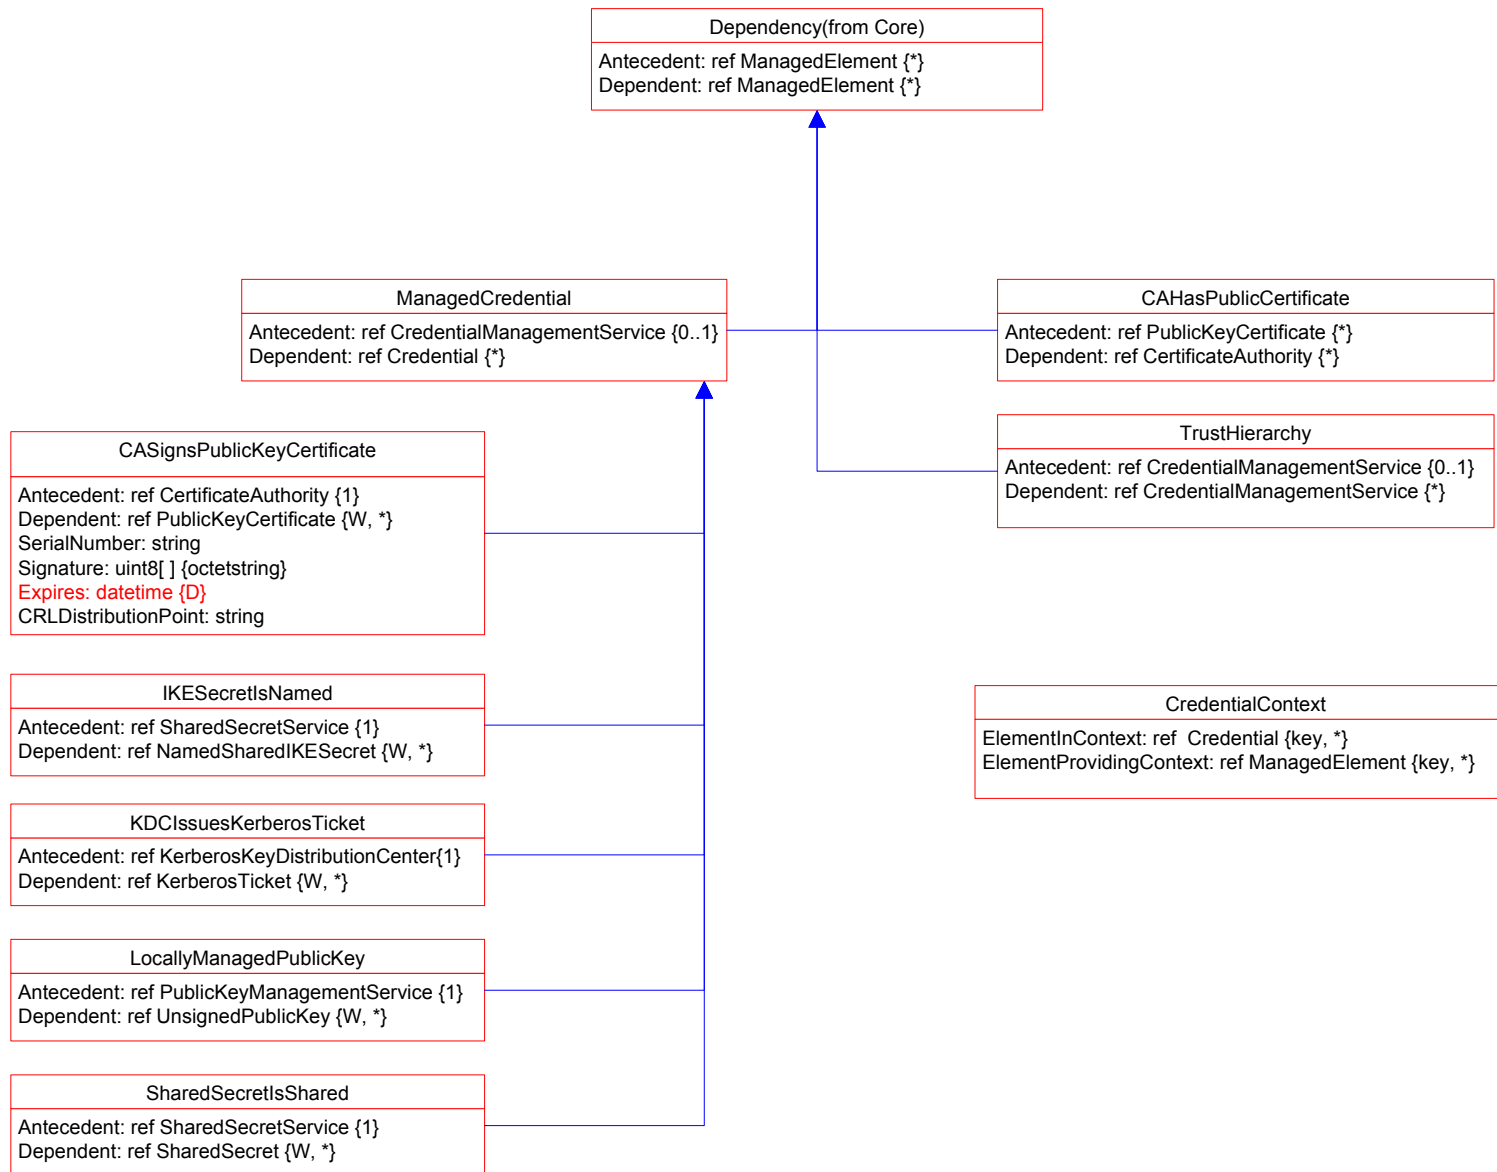 Dependency(from Core)
Antecedent: ref ManagedElement {*}
Dependent: ref ManagedElement {*}
ManagedCredential
Antecedent: ref CredentialManagementService {0..1}
Dependent: ref Credential {*}
CAHasPublicCertificate
Antecedent: ref PublicKeyCertificate {*}
Dependent: ref CertificateAuthority {*}
TrustHierarchy
Antecedent: ref CredentialManagementService {0..1}
Dependent: ref CredentialManagementService {*}
CASignsPublicKeyCertificate
Antecedent: ref CertificateAuthority {1}
Dependent: ref PublicKeyCertificate {W, *}
SerialNumber: string
Signature: uint8[ ] {octetstring}
Expires: datetime {D}
CRLDistributionPoint: string
IKESecretIsNamed
Antecedent: ref SharedSecretService {1}
Dependent: ref NamedSharedIKESecret {W, *}
CredentialContext
ElementInContext: ref  Credential {key, *}
ElementProvidingContext: ref ManagedElement {key, *}
KDCIssuesKerberosTicket
Antecedent: ref KerberosKeyDistributionCenter{1}
Dependent: ref KerberosTicket {W, *}
LocallyManagedPublicKey
Antecedent: ref PublicKeyManagementService {1}
Dependent: ref UnsignedPublicKey {W, *}
SharedSecretIsShared
Antecedent: ref SharedSecretService {1}
Dependent: ref SharedSecret {W, *}